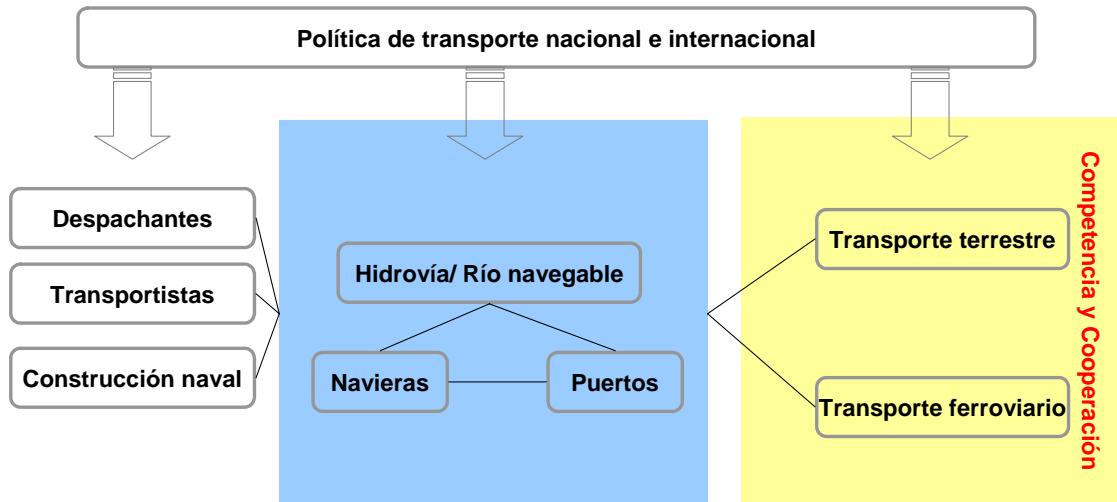 Política de transporte nacional e internacional
Despachantes
Transportistas
Construcción naval
Hidrovía/ Río navegable
Navieras
Puertos
Transporte terrestre
Transporte ferroviario
Competencia y Cooperación